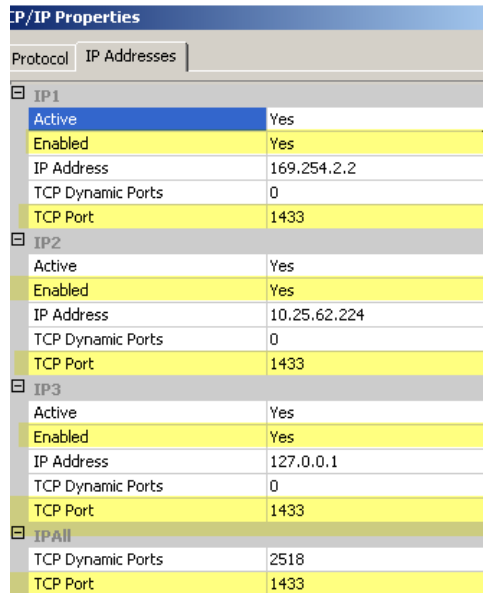 CP/IP Properties
Protocol IP Addresses
IP1
Active Yes
Enabled Yes
IP Address 169.254.2.2
TCP Dynamic Ports 0
TCP Port 1433
IP2
Active Yes
Enabled Yes
IP Address 10.25.62.224
TCP Dynamic Ports 0
TCP Port 1433
IP3
Active Yes
Enabled Yes
IP Address 127.0.0.1
TCP Dynamic Ports 0
TCP Port 1433
IPAll
TCP Dynamic Ports 2518
TCP Port 1433